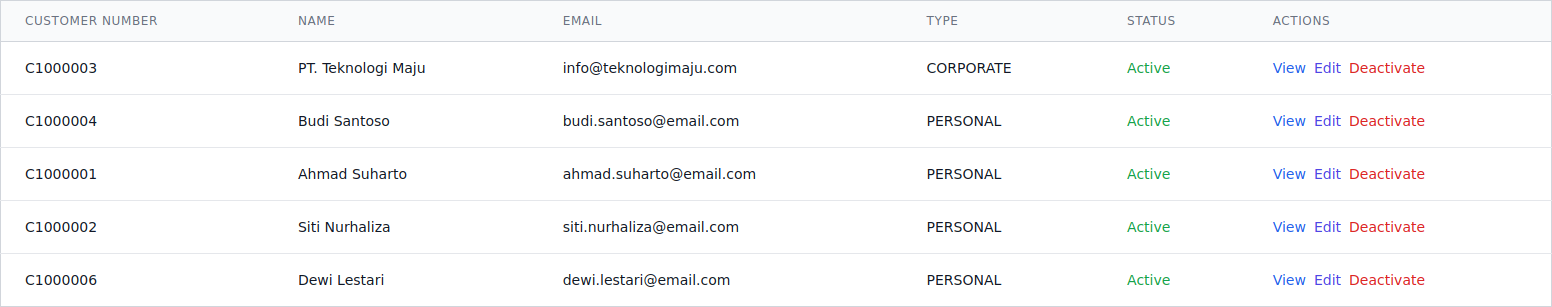 CUSTOMER NUMBER NAME EMAIL TYPE STATUS ACTIONS
C1000003 PT. Teknologi Maju info@teknologimaju.com CORPORATE Active View Edit Deactivate
C1000004 Budi Santoso budi.santoso@email.com PERSONAL Active View Edit Deactivate
C1000001 Ahmad Suharto ahmad.suharto@email.com PERSONAL Active View Edit Deactivate
C1000002 Siti Nurhaliza siti.nurhaliza@email.com PERSONAL Active View Edit Deactivate
C1000006 Dewi Lestari dewi.lestari@email.com PERSONAL Active View Edit Deactivate